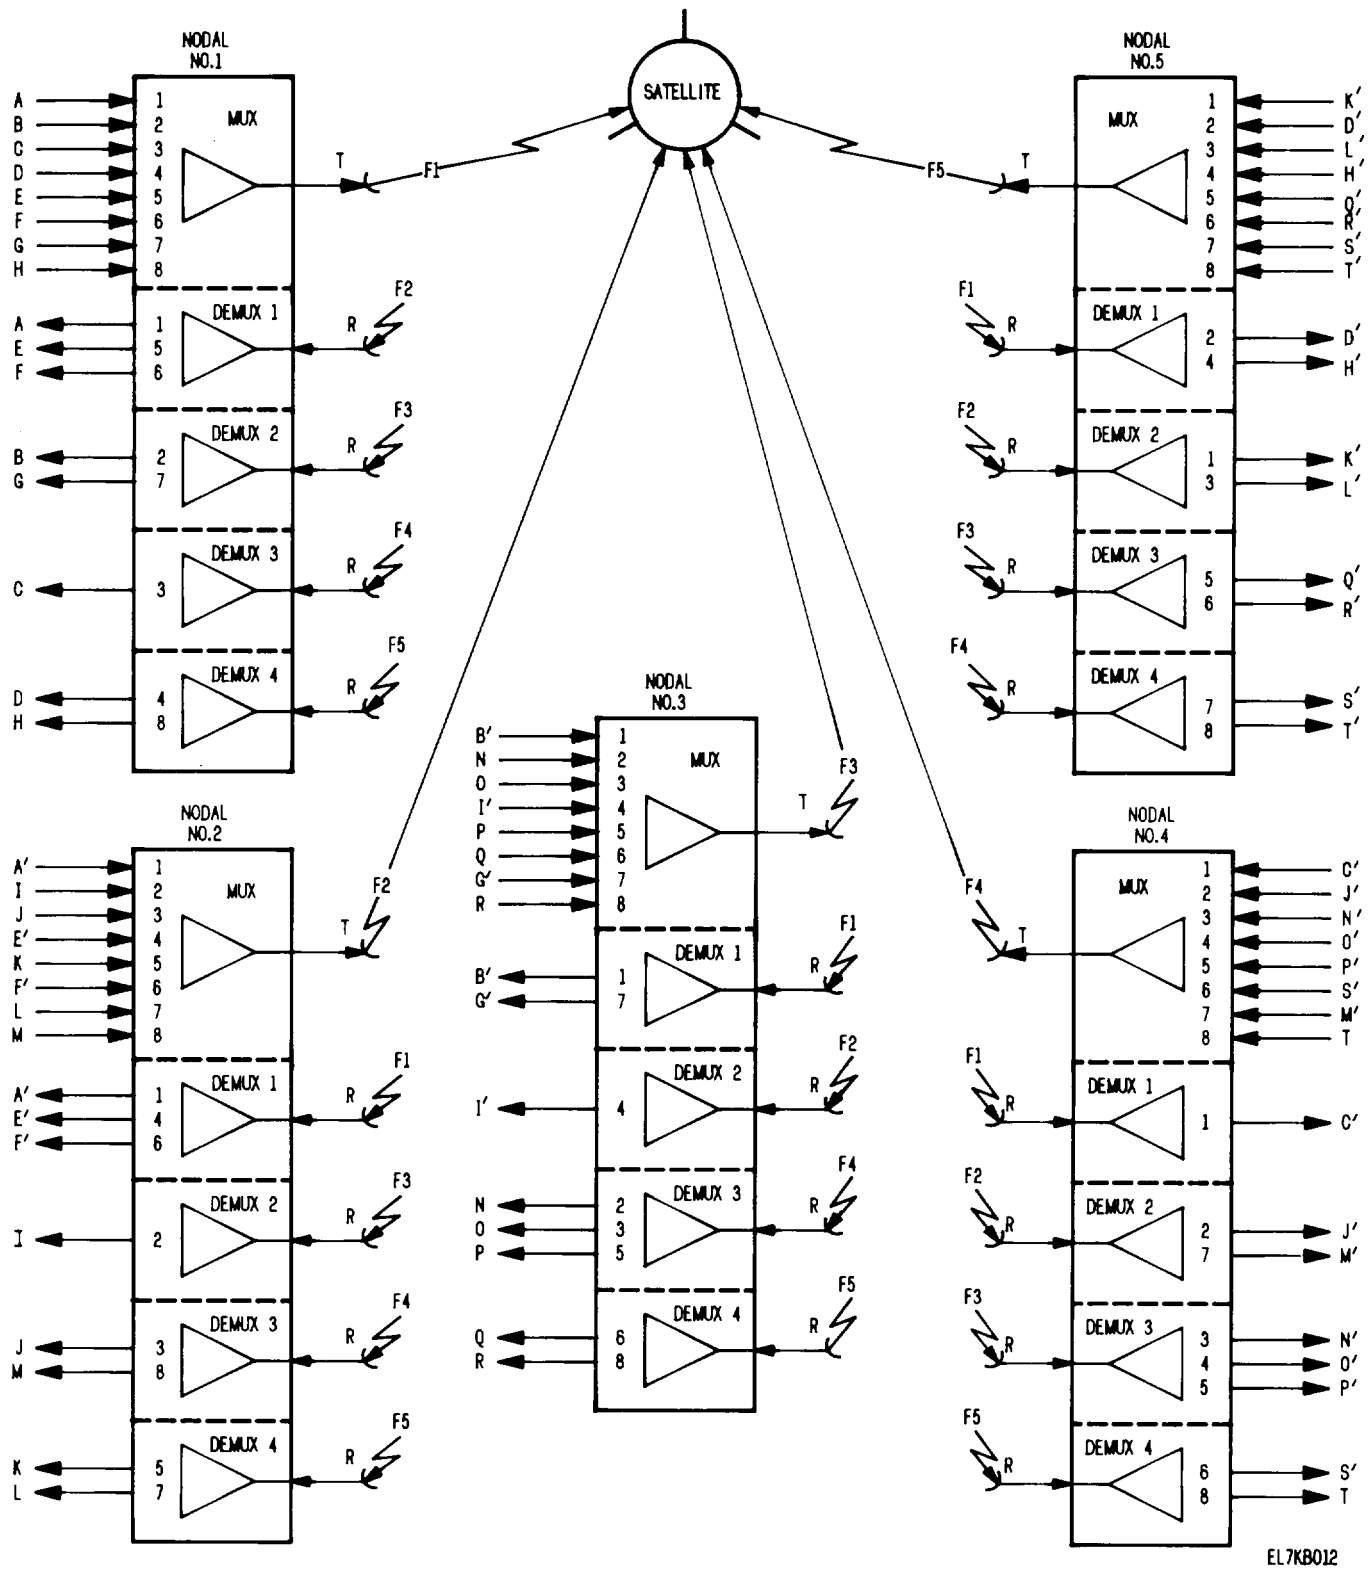 SATELLITE
NODAL
NO.1
MUX
A 1
B 2
C 3
D 4
E 5
F 6
G 7
H 8
T
F1
DEMUX 1
A 1
E 5
F 6
R
F2
DEMUX 2
B 2
G 7
R
F3
DEMUX 3
C 3
R
F4
DEMUX 4
D 4
H 8
R
F5
NODAL
NO.5
MUX
1 K'
2 D'
3 L'
4 H'
5 Q'
6 R'
7 S'
8 T'
T
F5
DEMUX 1
2 D'
4 H'
R
F1
DEMUX 2
1 K'
3 L'
R
F2
DEMUX 3
5 Q'
6 R'
R
F3
DEMUX 4
7 S'
8 T'
R
F4
NODAL
NO.2
MUX
A' 1
I 2
J 3
E' 4
K 5
F' 6
L 7
M 8
T
F2
DEMUX 1
A' 1
E' 4
F' 6
R
F1
DEMUX 2
I 2
R
F3
DEMUX 3
J 3
M 8
R
F4
DEMUX 4
K 5
L 7
R
F5
NODAL
NO.3
MUX
B' 1
N 2
O 3
I' 4
P 5
Q 6
G' 7
R 8
T
F3
DEMUX 1
B' 1
G' 7
R
F1
DEMUX 2
I' 4
R
F2
DEMUX 3
N 2
O 3
P 5
R
F4
DEMUX 4
Q 6
R 8
R
F5
NODAL
NO.4
MUX
1 C'
2 J'
3 N'
4 O'
5 P'
6 S'
7 M'
8 T
T
F4
DEMUX 1
1 C'
R
F1
DEMUX 2
2 J'
7 M'
R
F2
DEMUX 3
3 N'
4 O'
5 P'
R
F3
DEMUX 4
6 S'
8 T
R
F5
EL7KB012